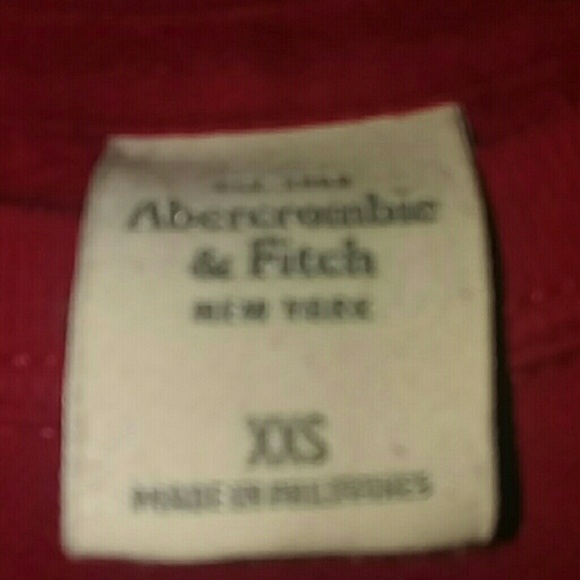 Abercrombie
& Fitch
NEW YORK
XXS
MADE IN PHILIPPINES